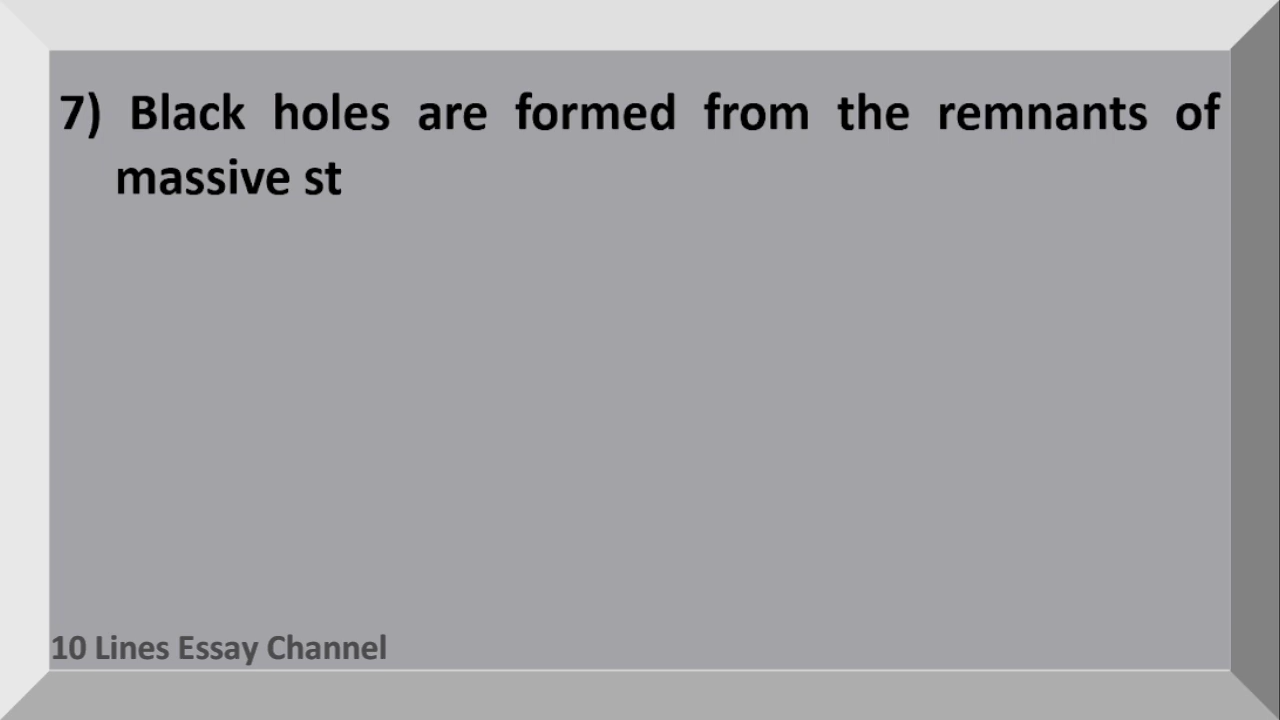 7) Black holes are formed from the remnants of
massive st
10 Lines Essay Channel